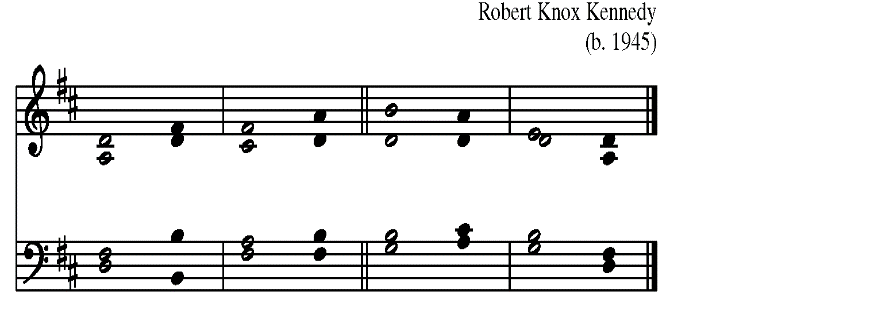 Robert Knox Kennedy
(b. 1945)